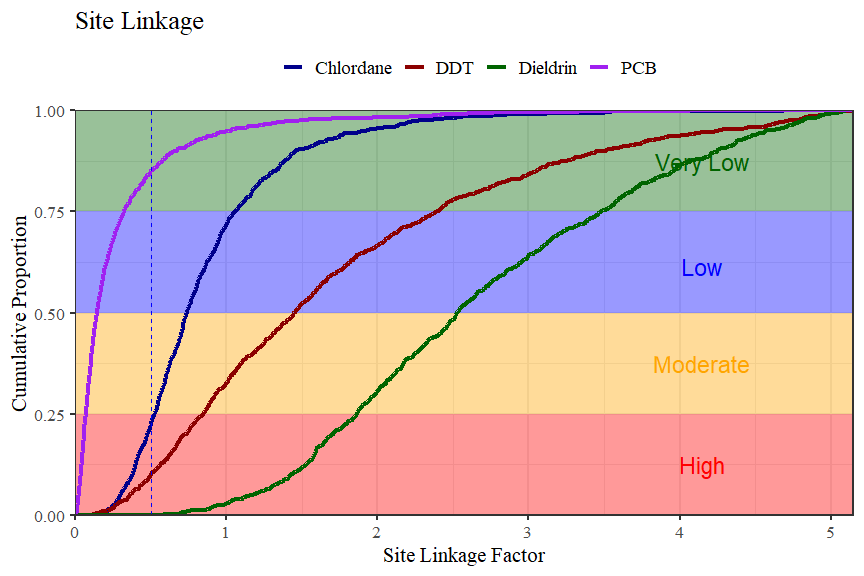 Site Linkage
Chlordane DDT Dieldrin PCB
Cumulative Proportion
1.00
0.75
0.50
0.25
0.00
Very Low
Low
Moderate
High
0 1 2 3 4 5
Site Linkage Factor